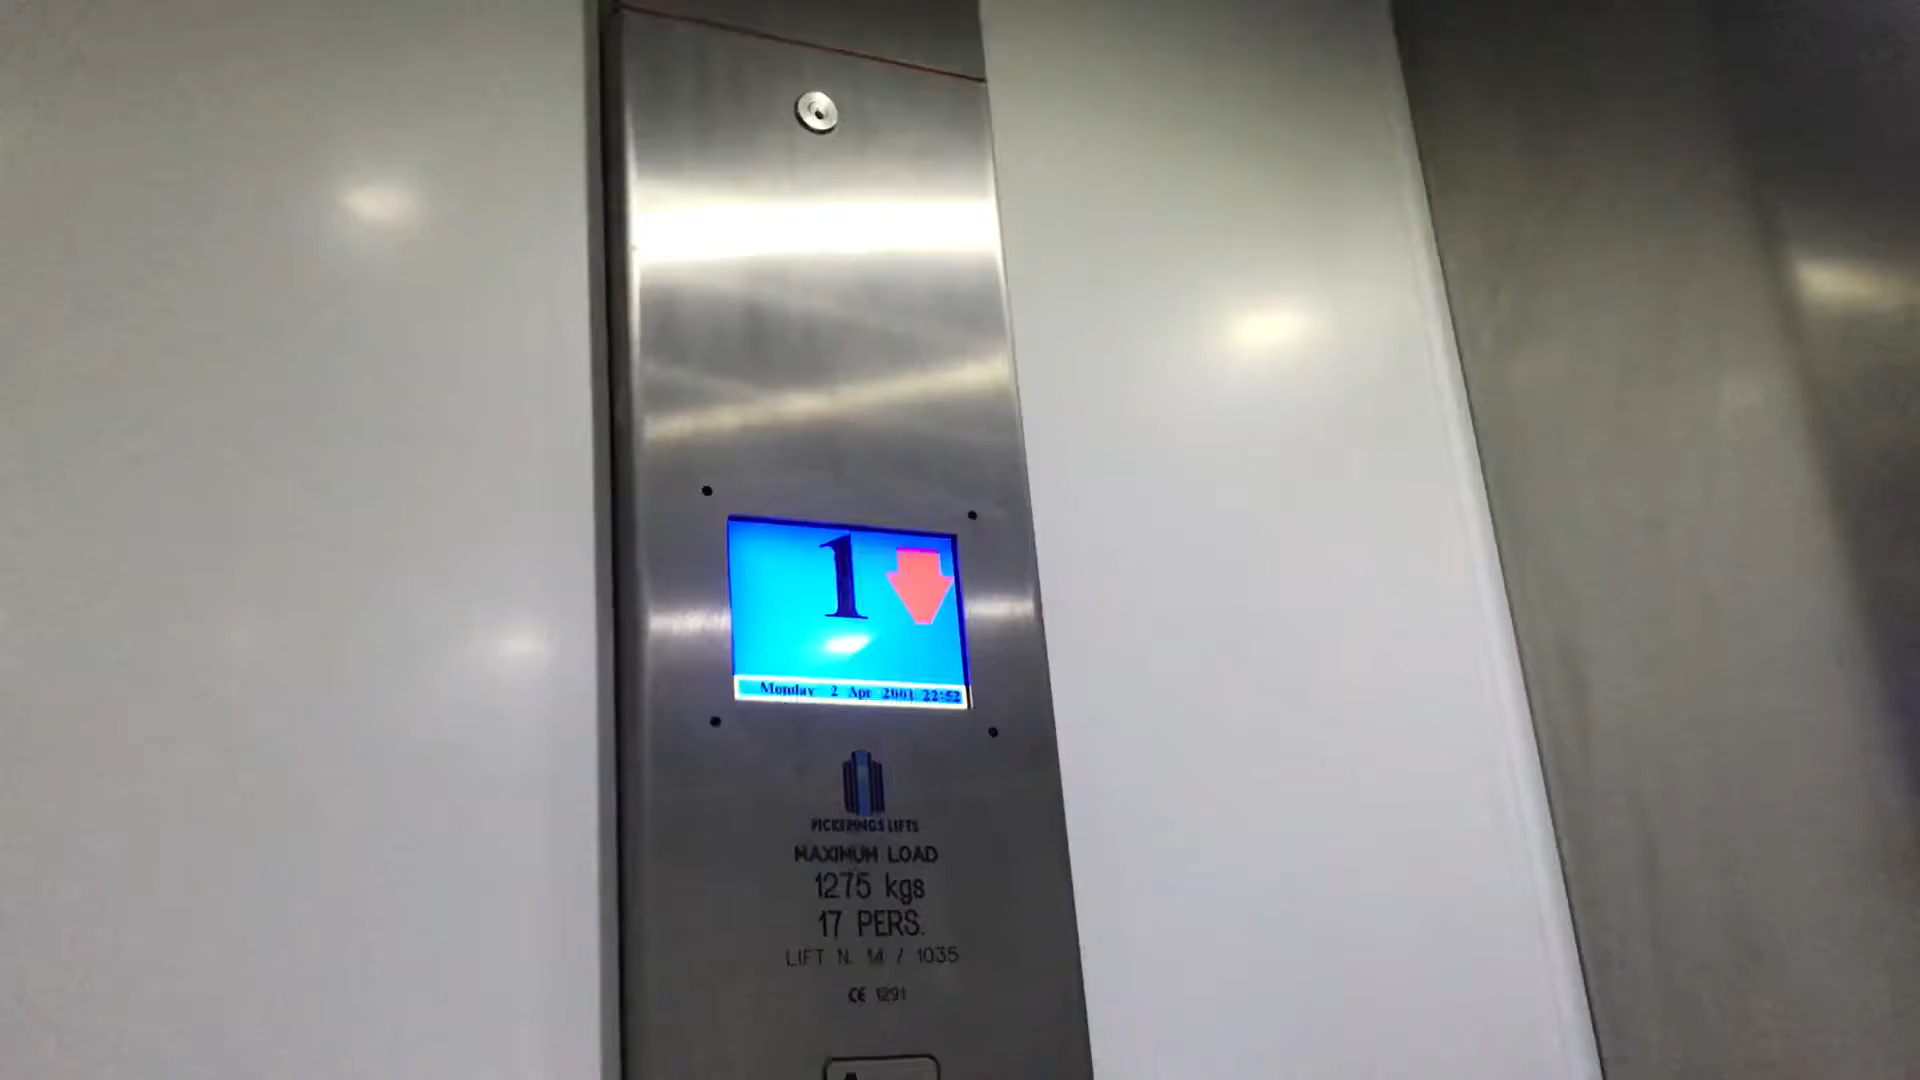 1
Monday 2 Apr 2001 22:52
PICKERINGS LIFTS
MAXIMUM LOAD
1275 kgs
17 PERS.
LIFT N. 14 / 1035
CE 1291